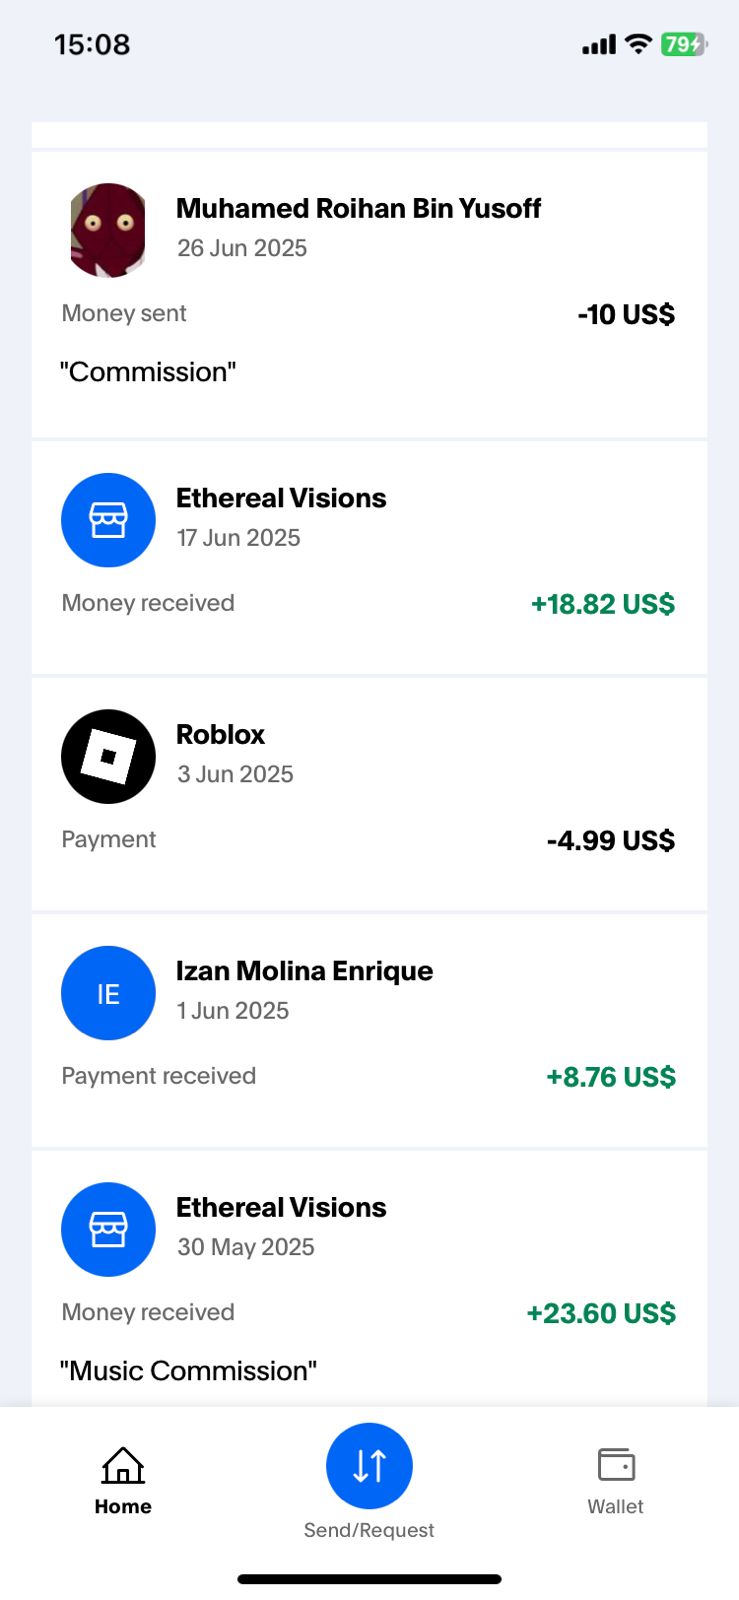 15:08
79
Muhamed Roihan Bin Yusoff
26 Jun 2025
Money sent
-10 US$
"Commission"
Ethereal Visions
17 Jun 2025
Money received
+18.82 US$
Roblox
3 Jun 2025
Payment
-4.99 US$
IE
Izan Molina Enrique
1 Jun 2025
Payment received
+8.76 US$
Ethereal Visions
30 May 2025
Money received
+23.60 US$
"Music Commission"
Home
Send/Request
Wallet